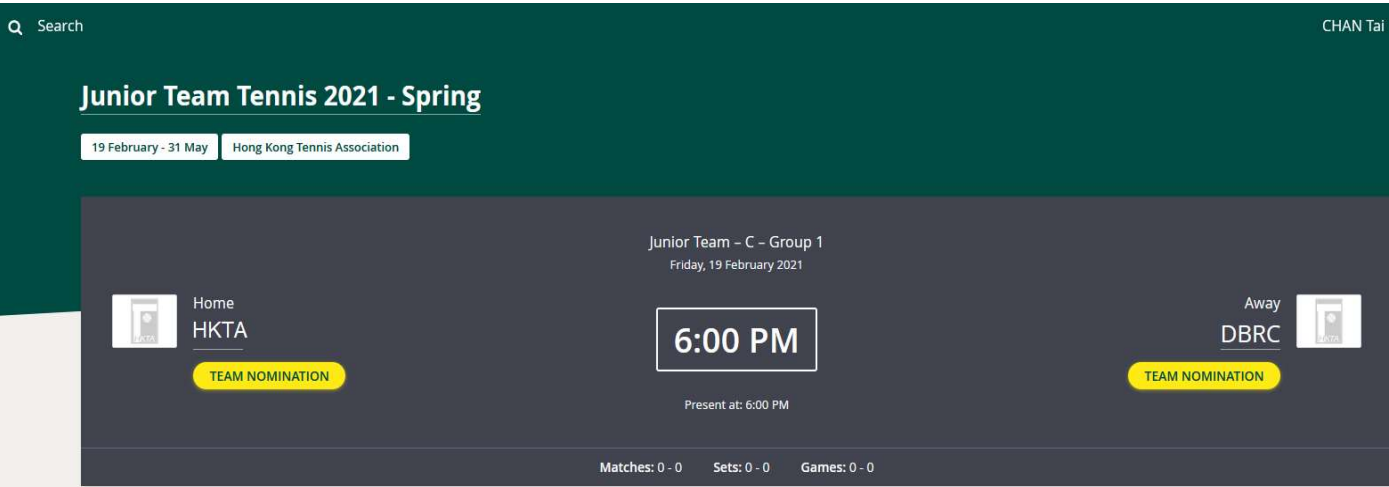 Search
CHAN Tai
Junior Team Tennis 2021 - Spring
19 February - 31 May
Hong Kong Tennis Association
Junior Team – C – Group 1
Friday, 19 February 2021
Home
HKTA
TEAM NOMINATION
6:00 PM
Present at: 6:00 PM
Away
DBRC
TEAM NOMINATION
Matches: 0 - 0 Sets: 0 - 0 Games: 0 - 0